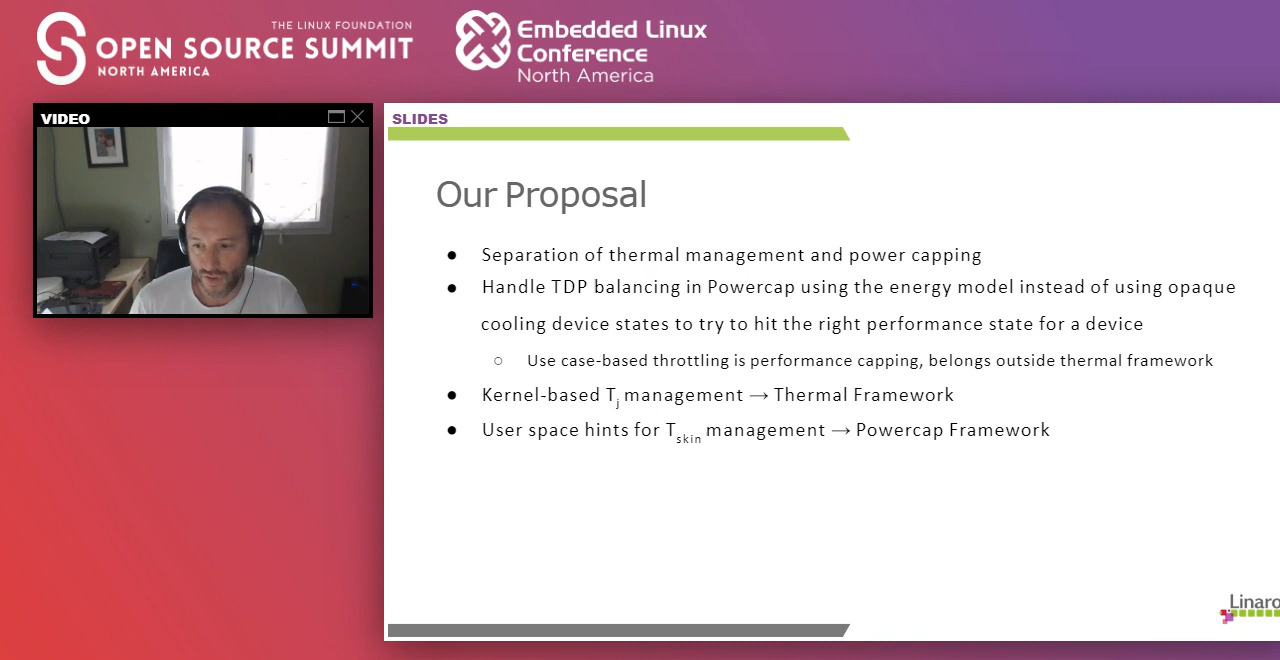 THE LINUX FOUNDATION
OPEN SOURCE SUMMIT
NORTH AMERICA
Embedded Linux
Conference
North America
VIDEO
SLIDES
Our Proposal
● Separation of thermal management and power capping
● Handle TDP balancing in Powercap using the energy model instead of using opaque
cooling device states to try to hit the right performance state for a device
○ Use case-based throttling is performance capping, belongs outside thermal framework
● Kernel-based Tj management → Thermal Framework
● User space hints for Tskin management → Powercap Framework
Linaro